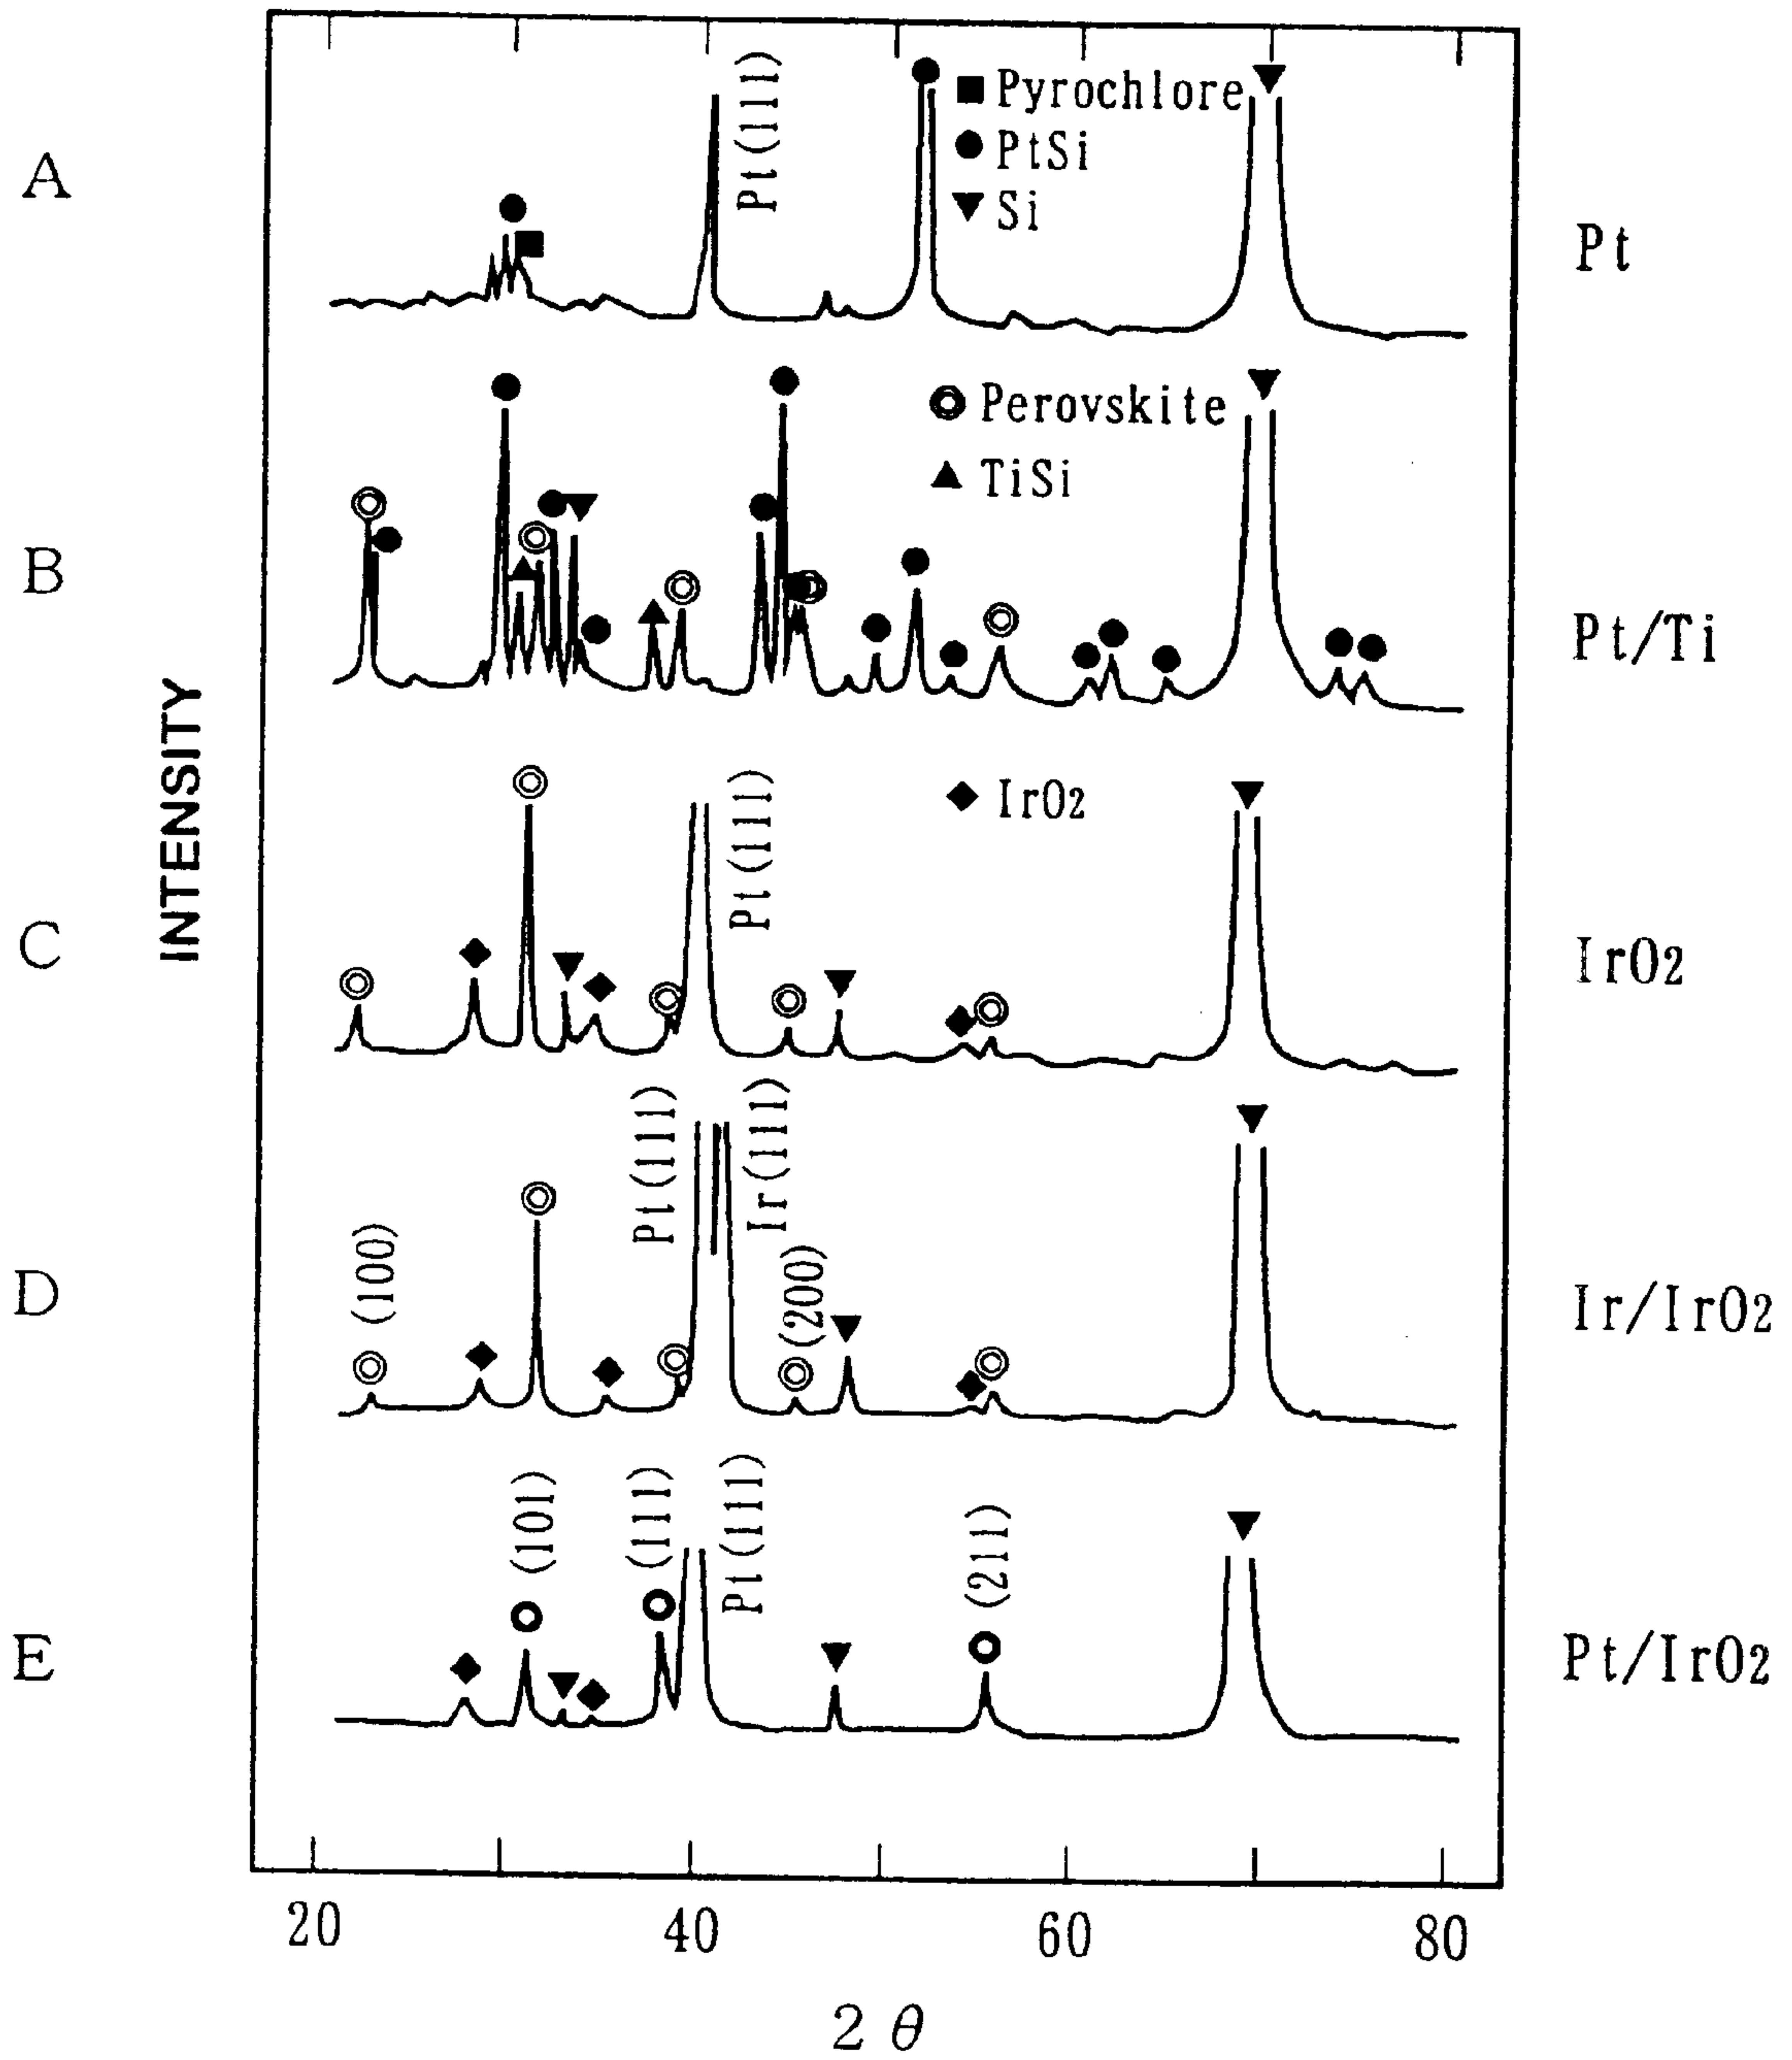 A
Pt(111)
■ Pyrochlore
● PtSi
▼ Si
Pt
B
◎ Perovskite
▲ TiSi
Pt/Ti
INTENSITY
C
Pt(111)
◆ IrO2
IrO2
D
(100)
Pt(111)
Ir(111)
(200)
Ir/IrO2
E
(101)
(111)
Pt(111)
(211)
Pt/IrO2
20 40 60 80
2 θ